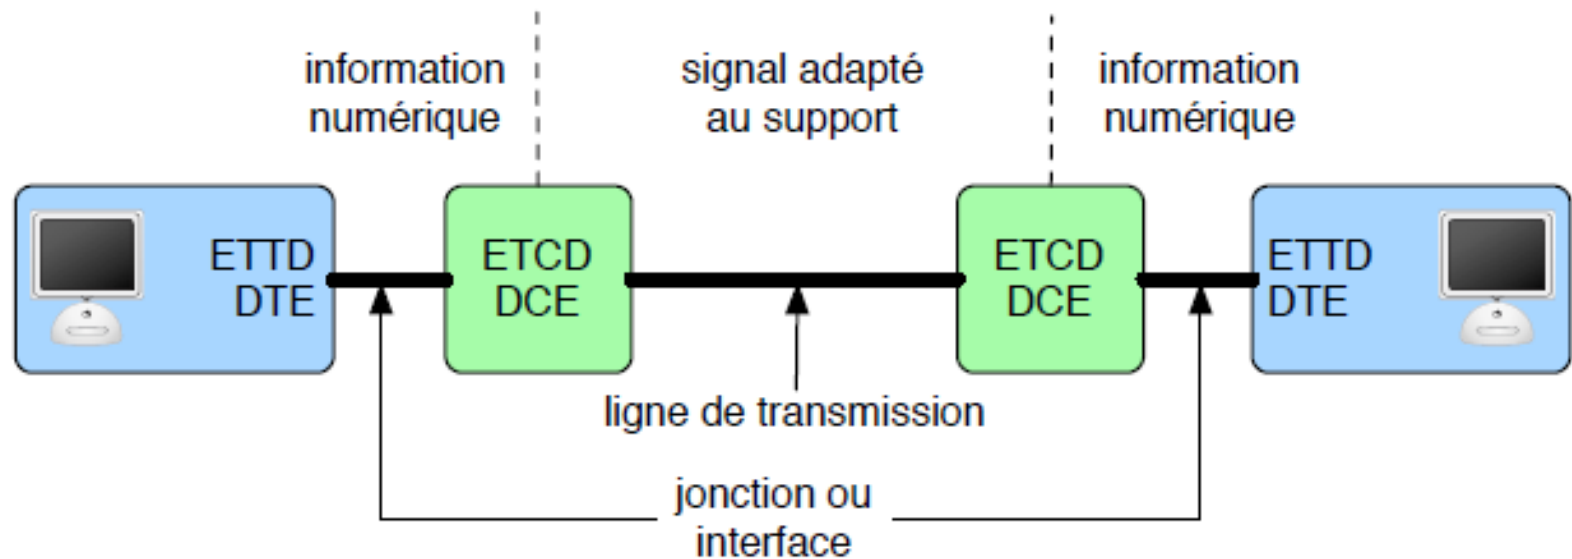 information
numérique
signal adapté
au support
information
numérique
ETTD
DTE
ETCD
DCE
ETCD
DCE
ETTD
DTE
ligne de transmission
jonction ou
interface